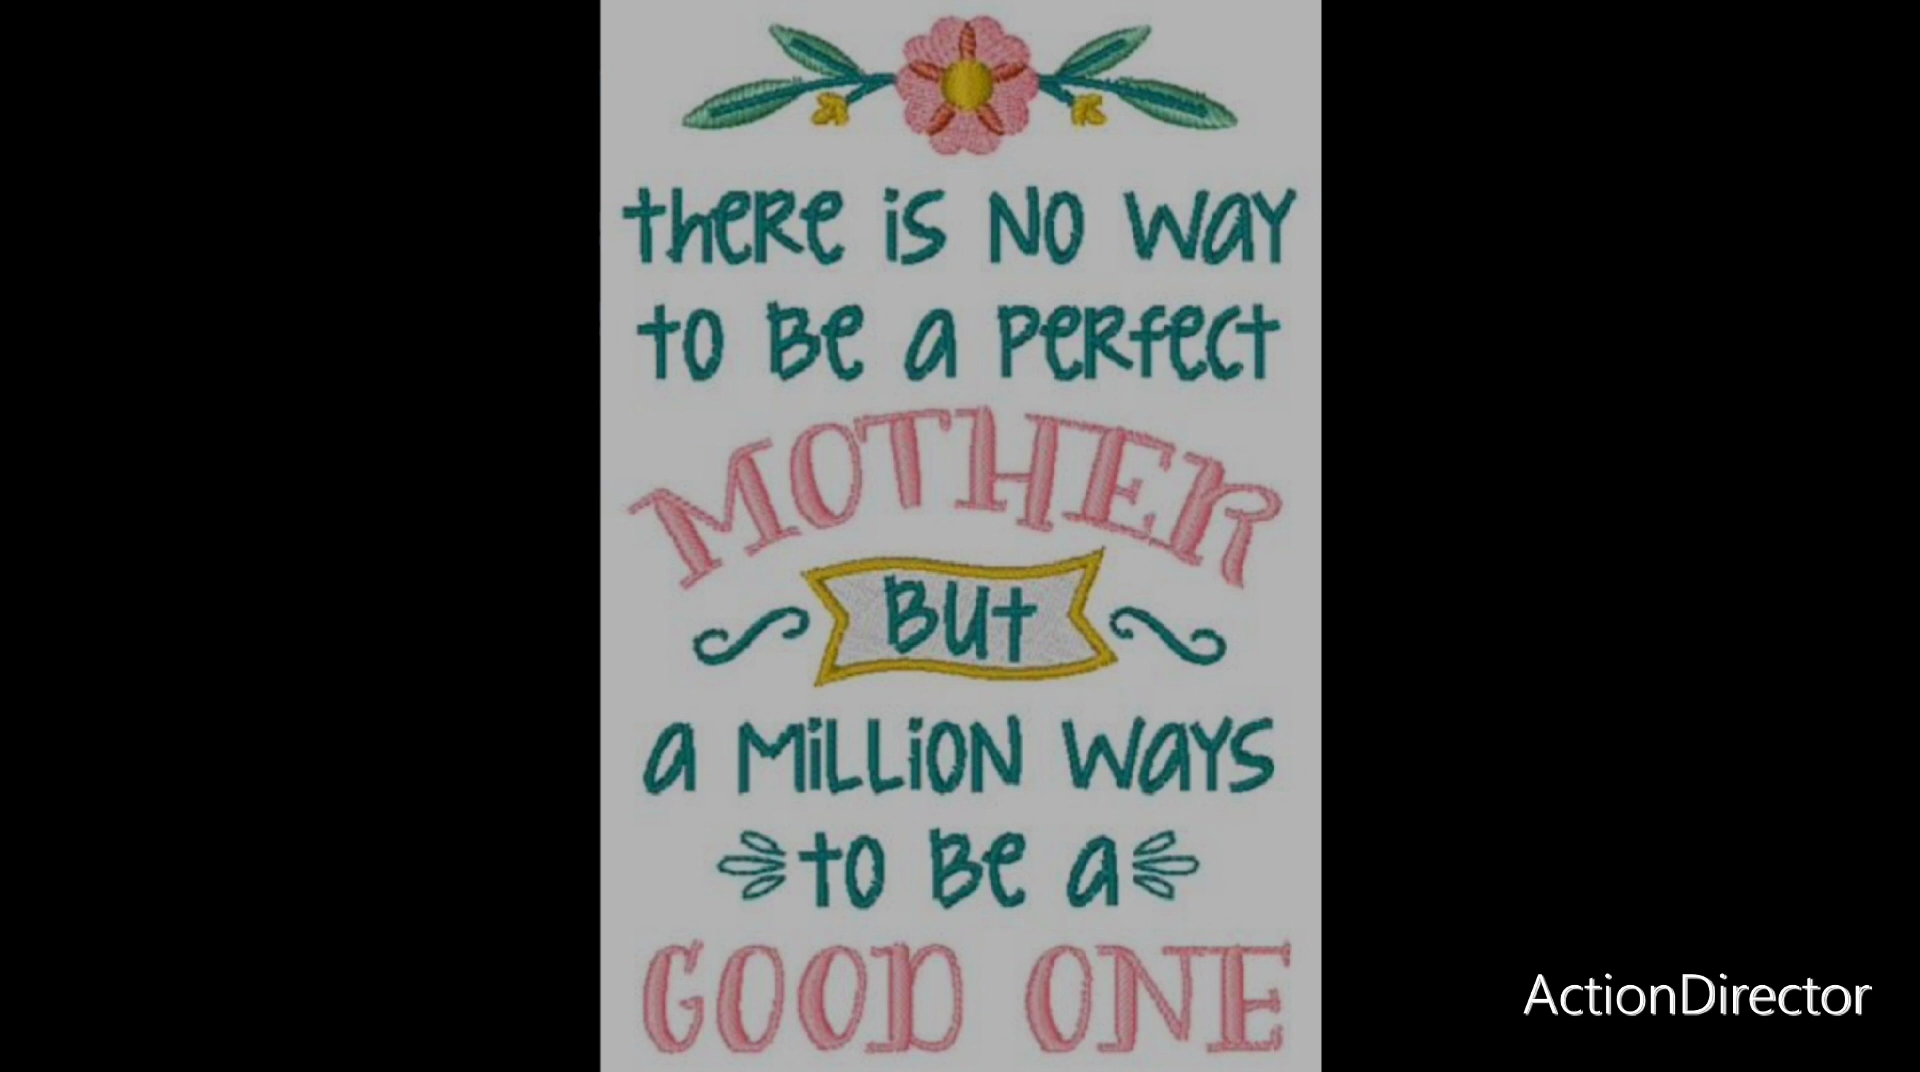 theRe is NO way
to Be a PeRfect
MOTHER
But
a MiLLiON ways
to Be a
GOOD ONE
ActionDirector